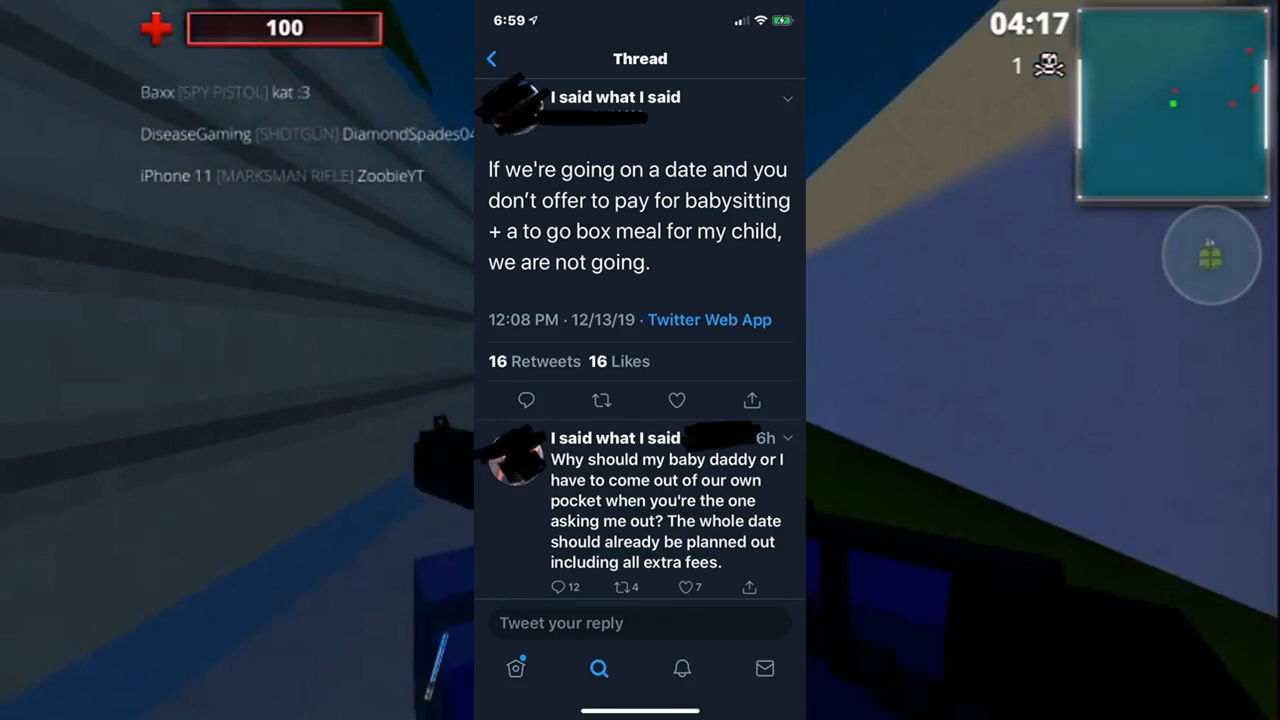 100
04:17
1
Baxx [SPY PISTOL] kat :3
DiseaseGaming [SHOTGUN] DiamondSpades04
iPhone 11 [MARKSMAN RIFLE] ZoobieYT
6:59
Thread
I said what I said
If we're going on a date and you
don’t offer to pay for babysitting
+ a to go box meal for my child,
we are not going.
12:08 PM · 12/13/19 · Twitter Web App
16 Retweets 16 Likes
I said what I said 6h
Why should my baby daddy or I
have to come out of our own
pocket when you're the one
asking me out? The whole date
should already be planned out
including all extra fees.
12 4 7
Tweet your reply